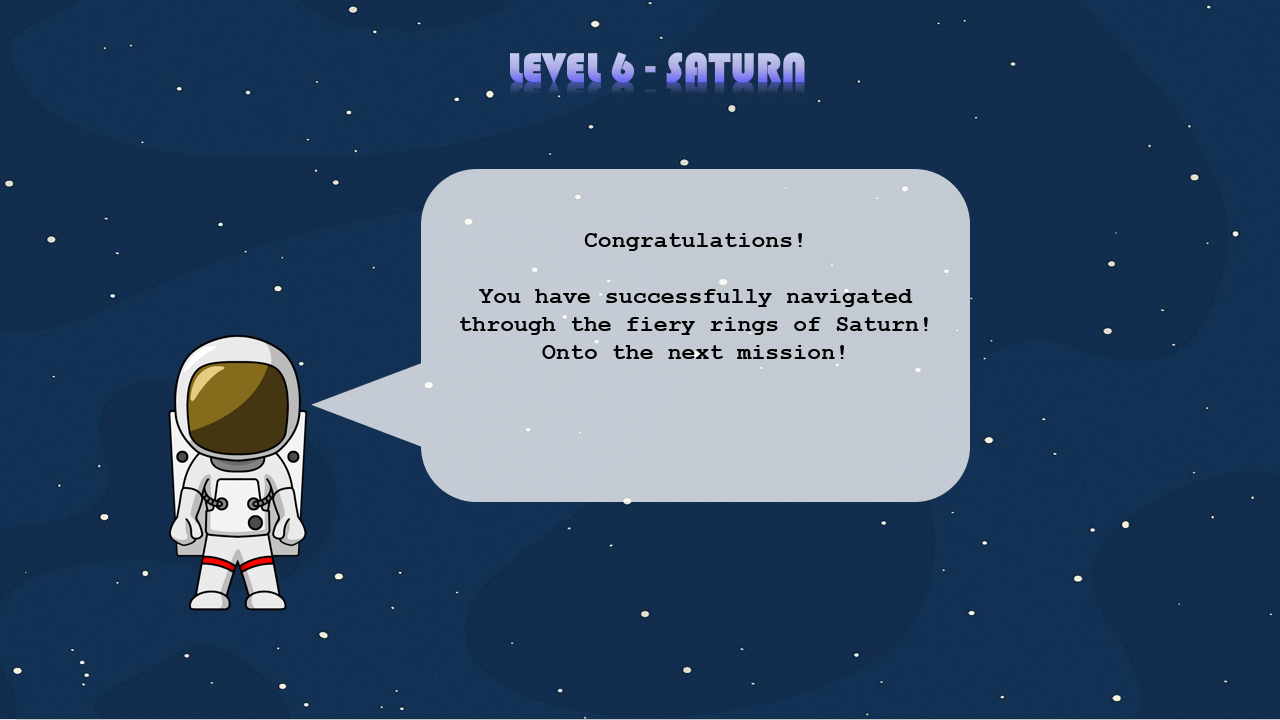 LEVEL 6 - SATURN
Congratulations!
You have successfully navigated
through the fiery rings of Saturn!
Onto the next mission!